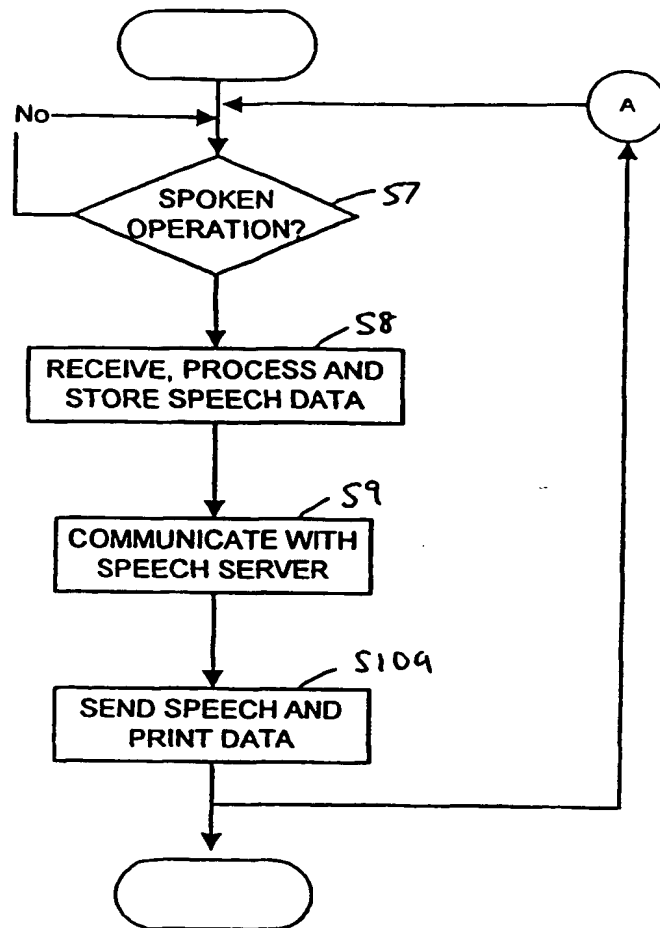 A
No
SPOKEN
OPERATION?
S7
S8
RECEIVE, PROCESS AND
STORE SPEECH DATA
S9
COMMUNICATE WITH
SPEECH SERVER
S10a
SEND SPEECH AND
PRINT DATA